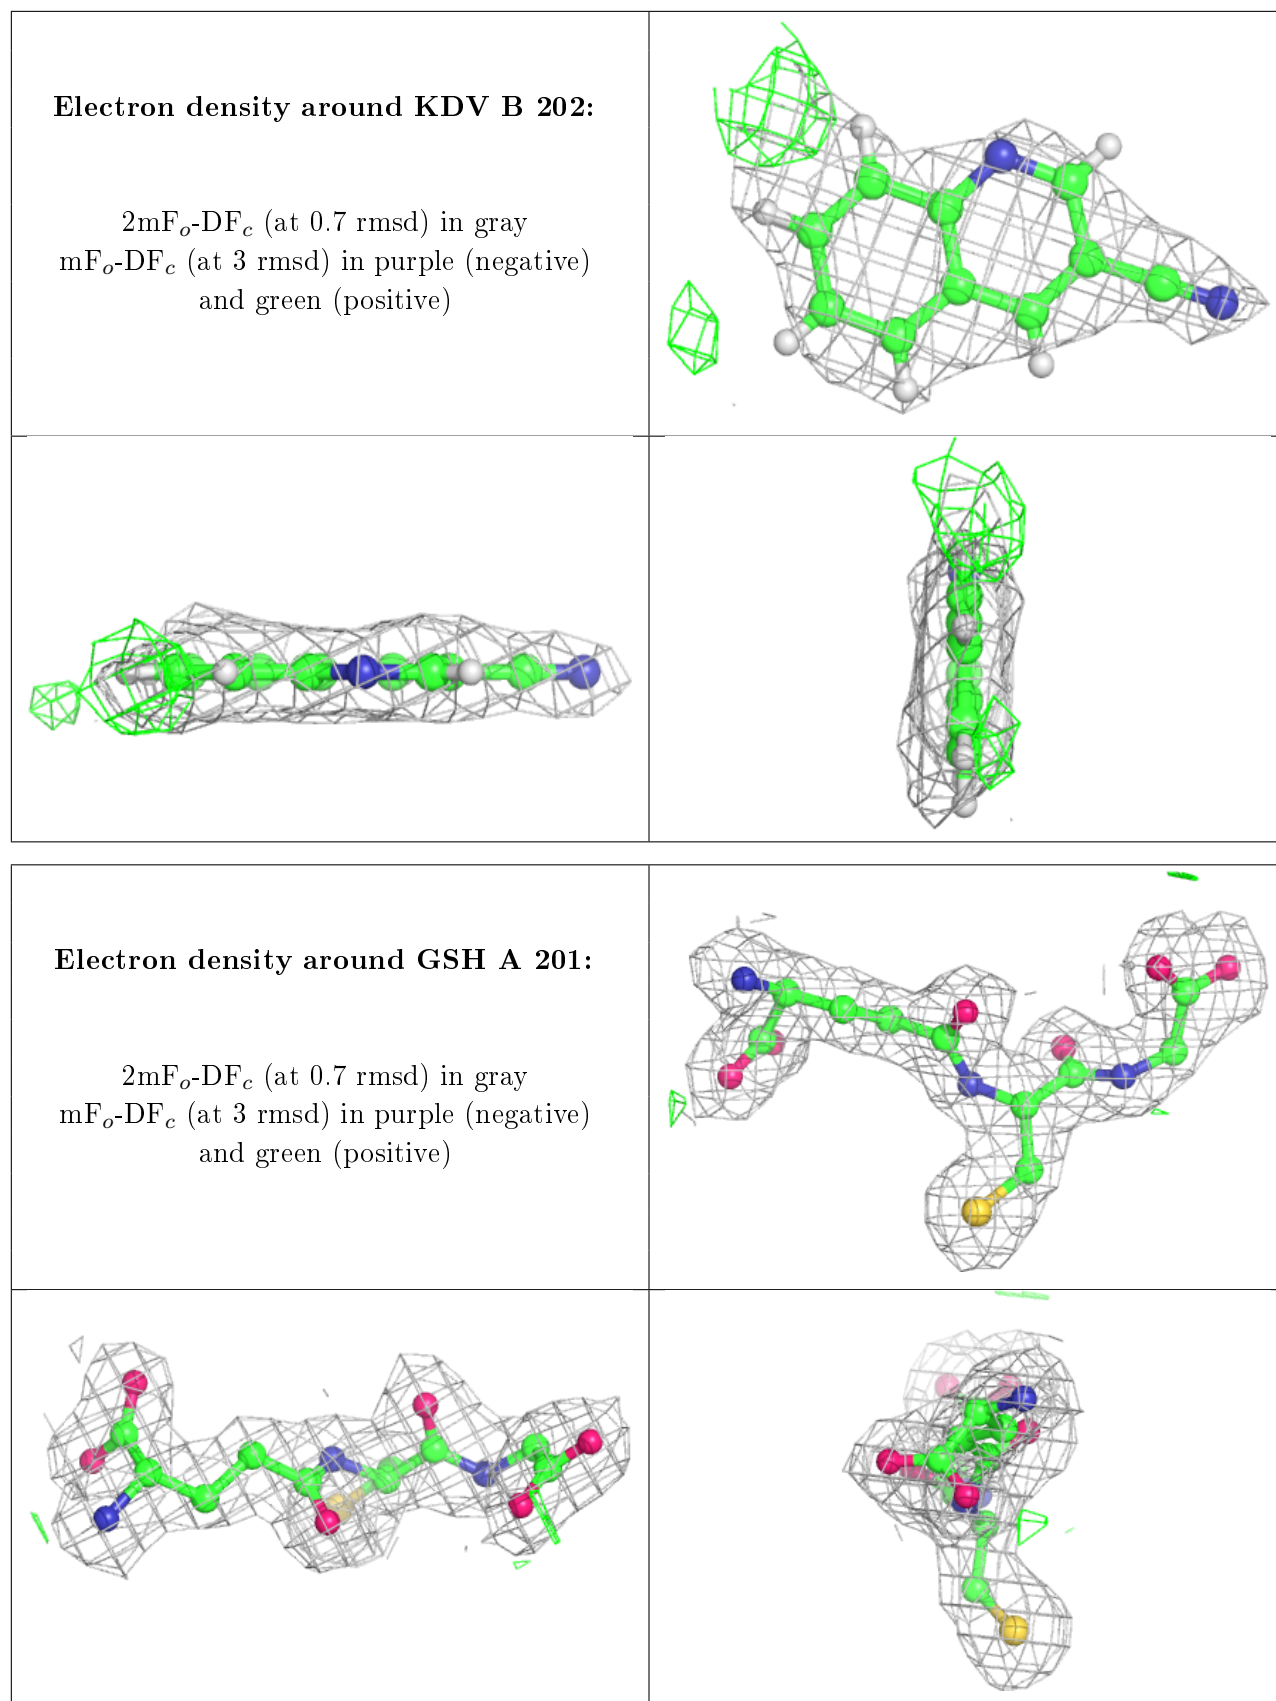 Electron density around KDV B 202:
2mFo-DFc (at 0.7 rmsd) in gray
mFo-DFc (at 3 rmsd) in purple (negative)
and green (positive)
Electron density around GSH A 201:
2mFo-DFc (at 0.7 rmsd) in gray
mFo-DFc (at 3 rmsd) in purple (negative)
and green (positive)